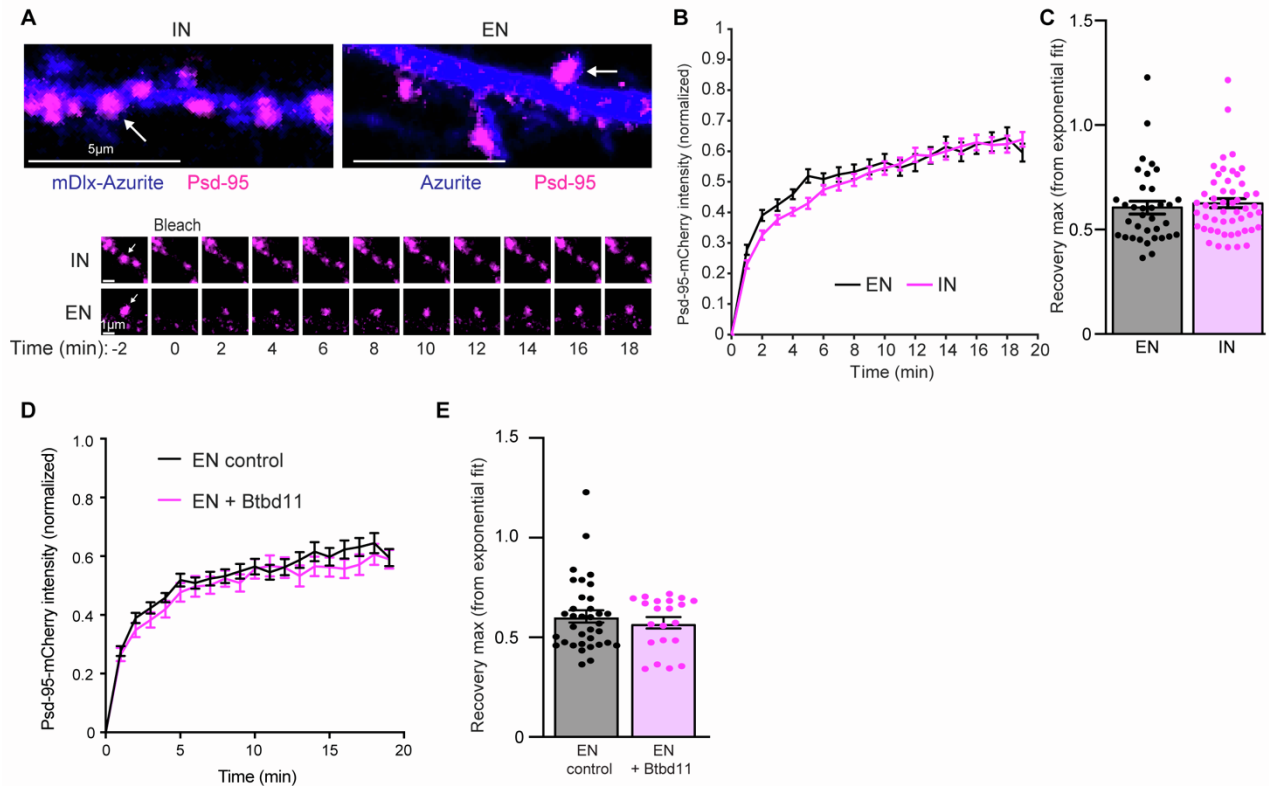 A
IN
EN
5µm
mDlx-Azurite Psd-95
Azurite Psd-95
Bleach
IN
EN
1µm
Time (min): -2 0 2 4 6 8 10 12 14 16 18
B
Psd-95-mCherry intensity (normalized)
1
0.9
0.8
0.7
0.6
0.5
0.4
0.3
0.2
0.1
0
EN IN
0 2 4 6 8 10 12 14 16 18 20
Time (min)
C
Recovery max (from exponential fit)
1.5
1.0
0.5
0
EN IN
D
Psd-95-mCherry intensity (normalized)
1.0
0.8
0.6
0.4
0.2
0
EN control
EN + Btbd11
0 5 10 15 20
Time (min)
E
Recovery max (from exponential fit)
1.5
1.0
0.5
0
EN
control
EN
+ Btbd11